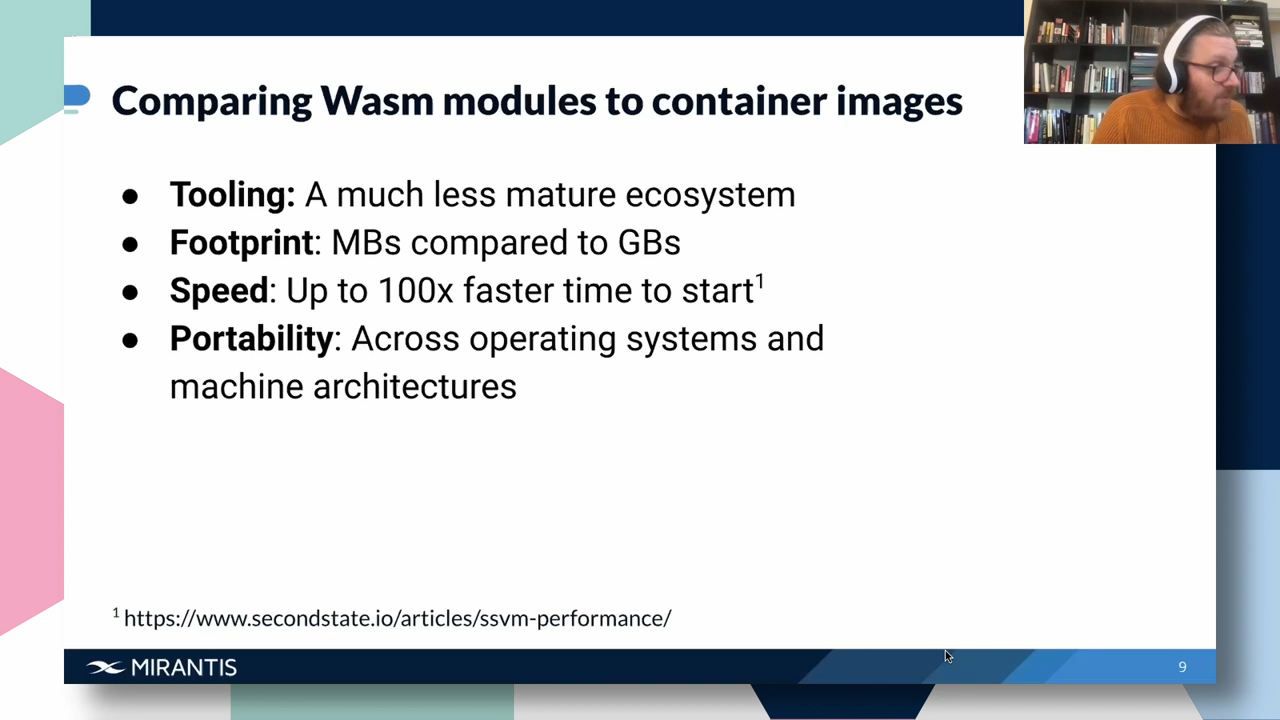 Comparing Wasm modules to container images
● Tooling: A much less mature ecosystem
● Footprint: MBs compared to GBs
● Speed: Up to 100x faster time to start¹
● Portability: Across operating systems and
machine architectures
¹ https://www.secondstate.io/articles/ssvm-performance/
MIRANTIS
9